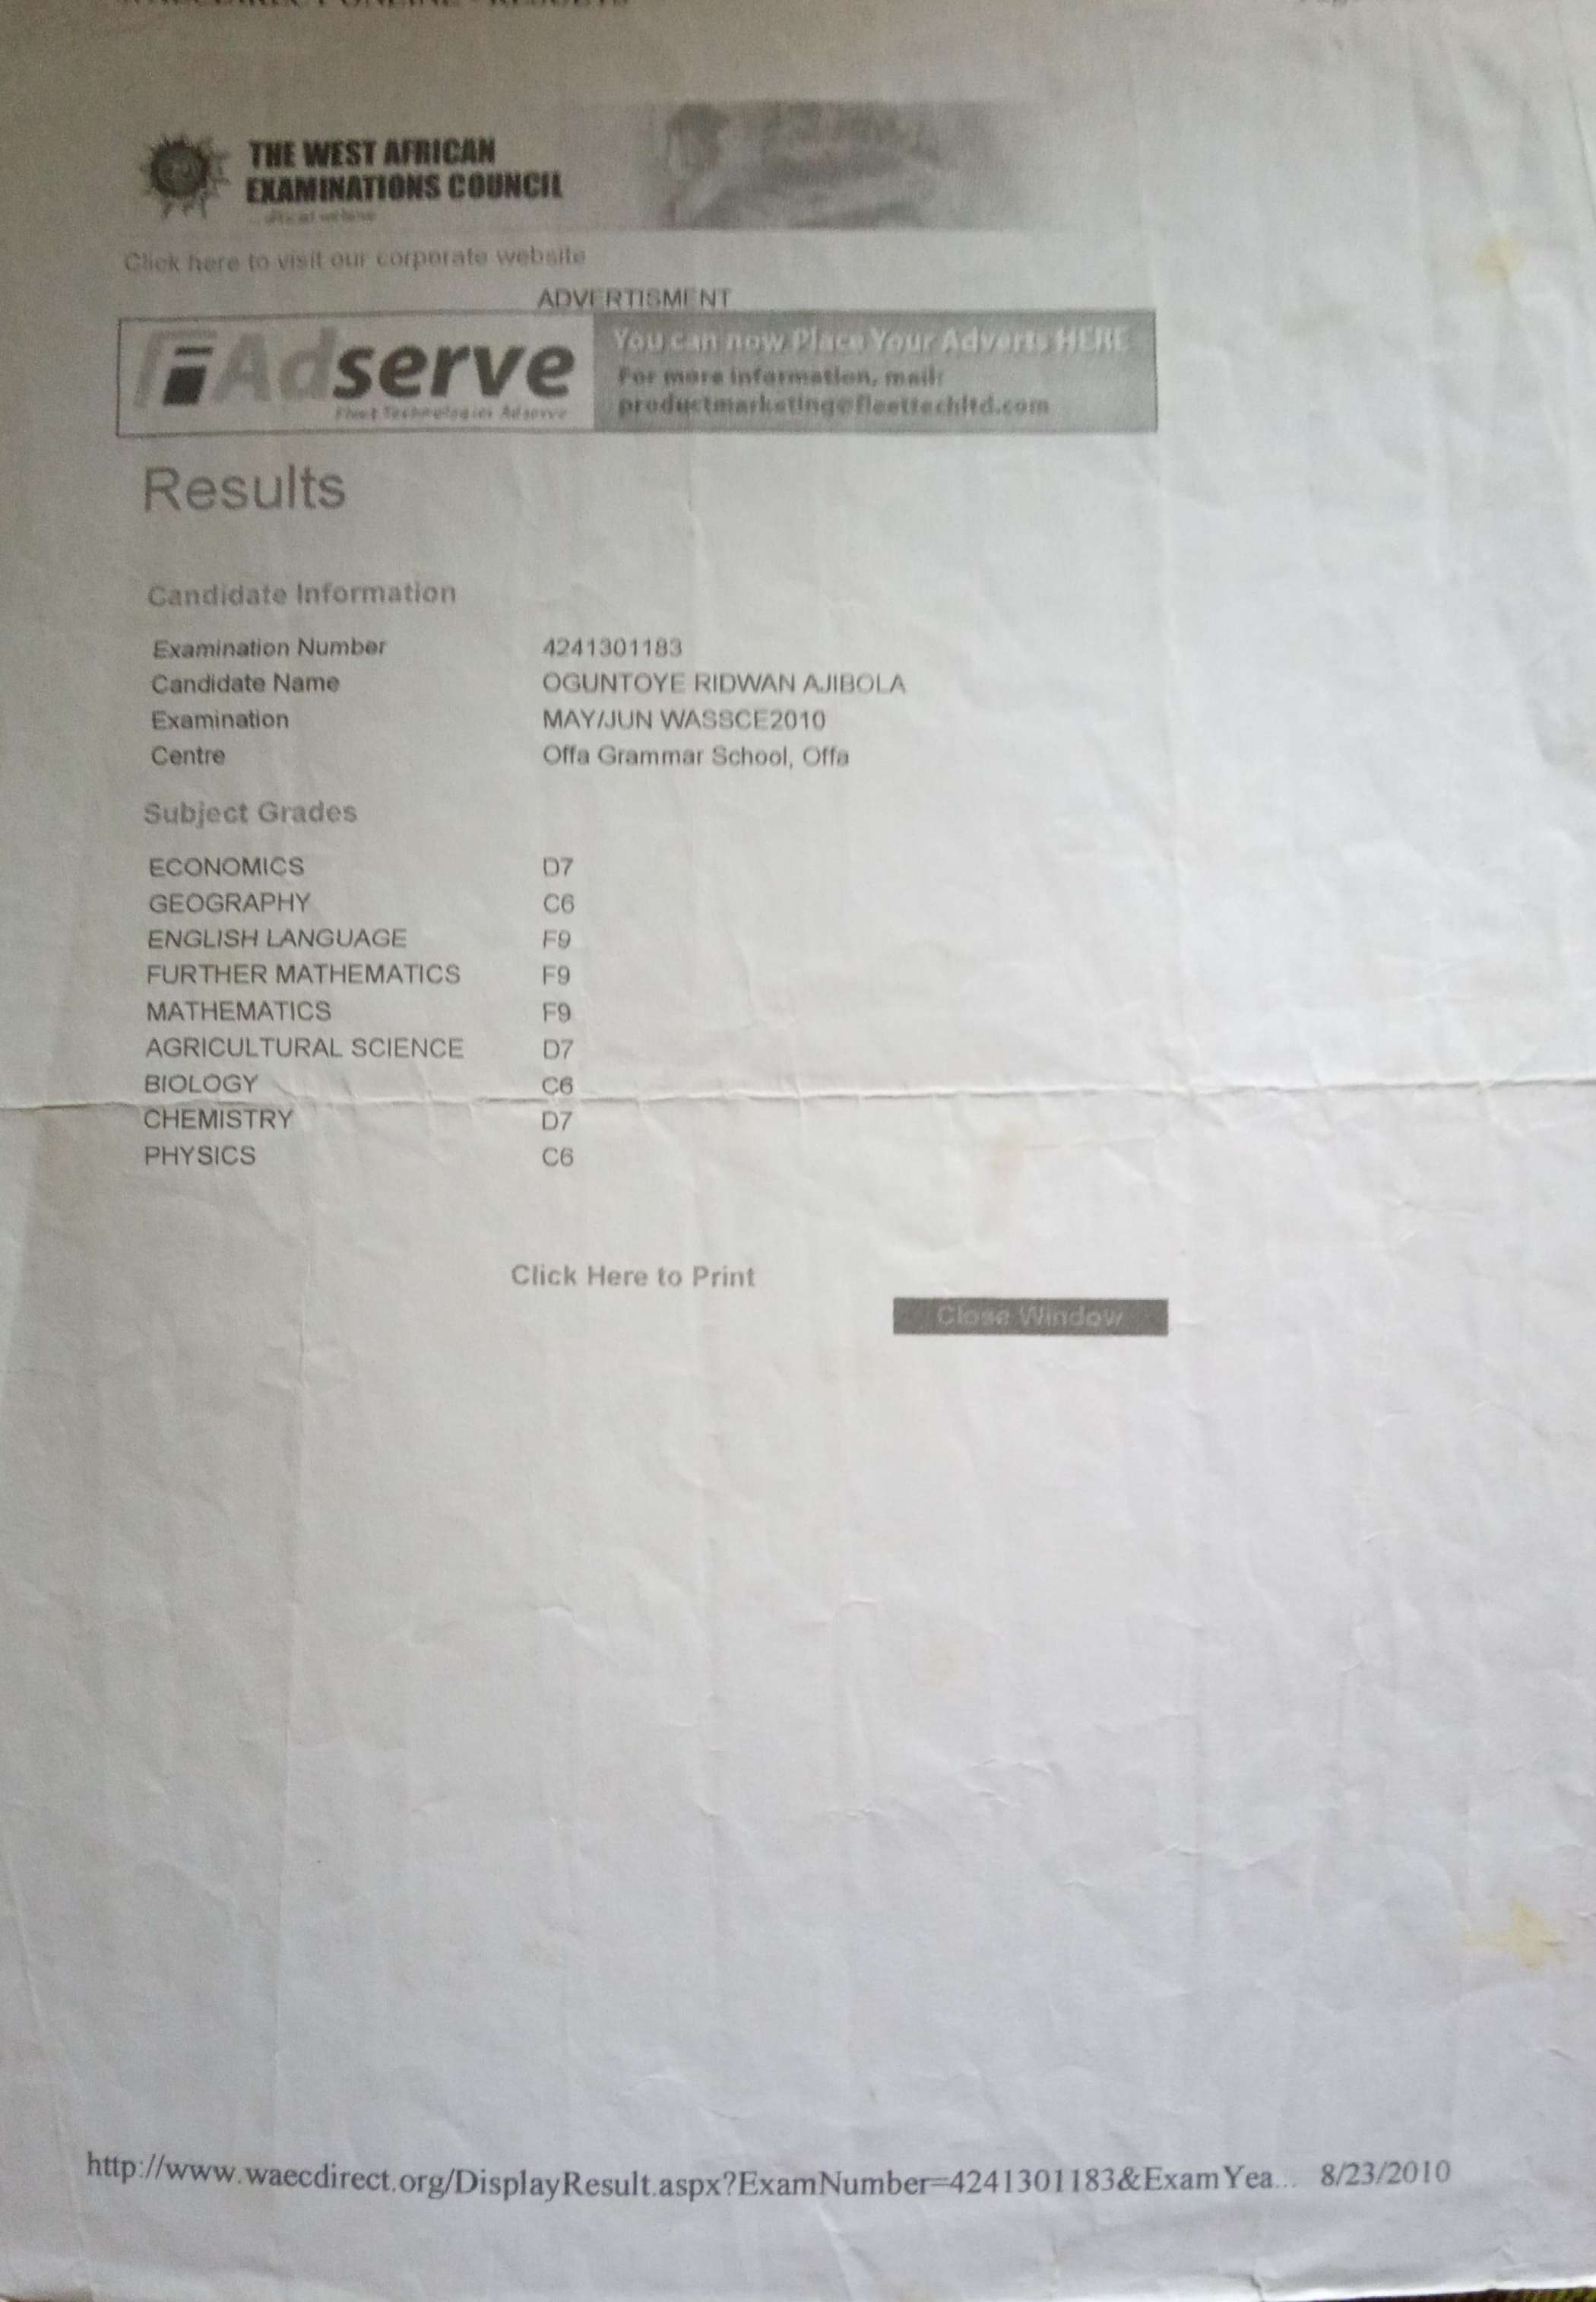 THE WEST AFRICAN
EXAMINATIONS COUNCIL
Click here to visit our corporate website
ADVERTISMENT
Adserve
Fleet Technologies Adserve
You can now Place Your Adverts HERE
For more information, mail:
productmarketing@fleettechltd.com
Results
Candidate Information
Examination Number 4241301183
Candidate Name OGUNTOYE RIDWAN AJIBOLA
Examination MAY/JUN WASSCE2010
Centre Offa Grammar School, Offa
Subject Grades
ECONOMICS D7
GEOGRAPHY C6
ENGLISH LANGUAGE F9
FURTHER MATHEMATICS F9
MATHEMATICS F9
AGRICULTURAL SCIENCE D7
BIOLOGY C6
CHEMISTRY D7
PHYSICS C6
Click Here to Print
Close Window
http://www.waecdirect.org/DisplayResult.aspx?ExamNumber=4241301183&ExamYea... 8/23/2010